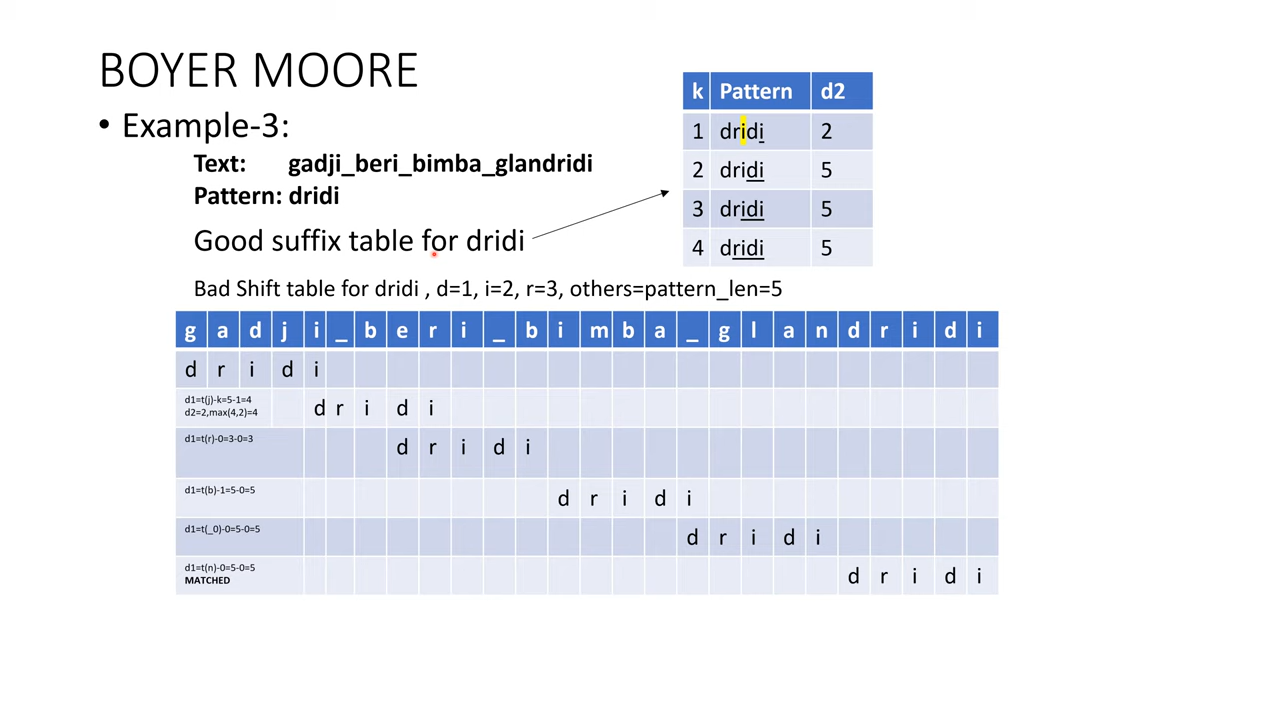 BOYER MOORE
• Example-3:
Text: gadji_beri_bimba_glandridi
Pattern: dridi
Good suffix table for dridi
k Pattern d2
1 dridi 2
2 dridi 5
3 dridi 5
4 dridi 5
Bad Shift table for dridi , d=1, i=2, r=3, others=pattern_len=5
g a d j i _ b e r i _ b i m b a _ g l a n d r i d i
d r i d i
d1=t(j)-k=5-1=4
d2=2,max(4,2)=4
d r i d i
d1=t(r)-0=3-0=3
d r i d i
d1=t(b)-1=5-0=5
d r i d i
d1=t(_0)-0=5-0=5
d r i d i
d1=t(n)-0=5-0=5
MATCHED
d r i d i